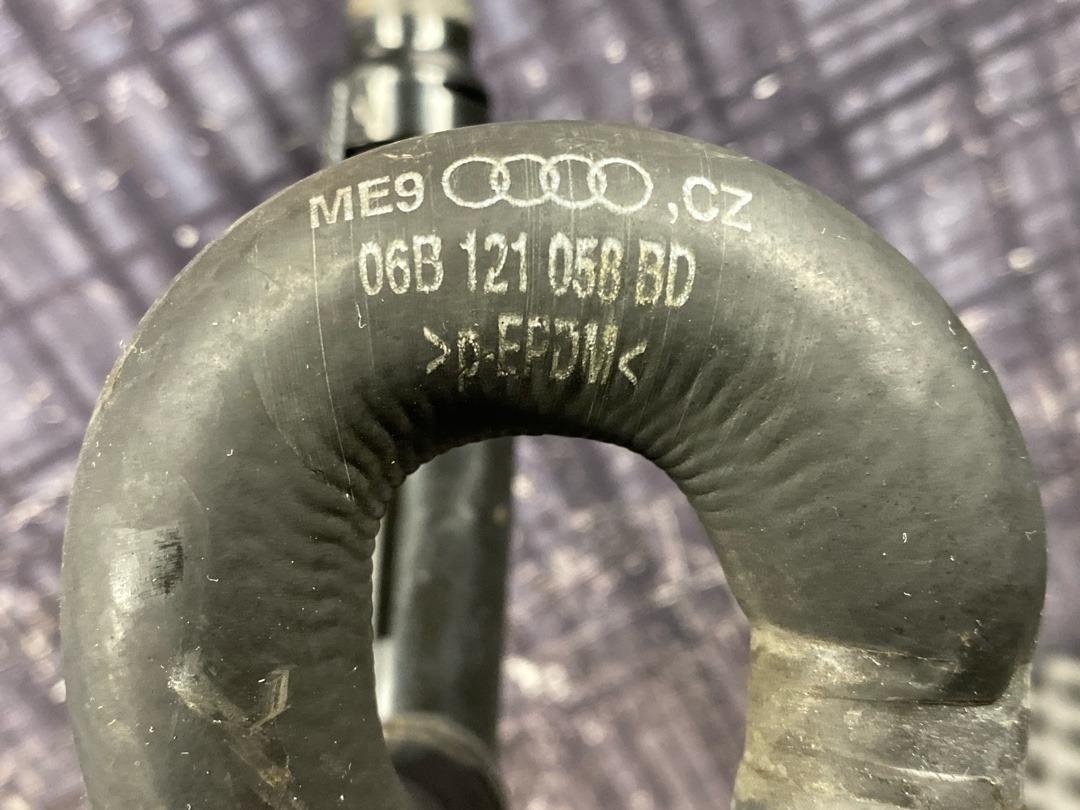 ME9 ,CZ
06B 121 058 BD
>p-EPDM<